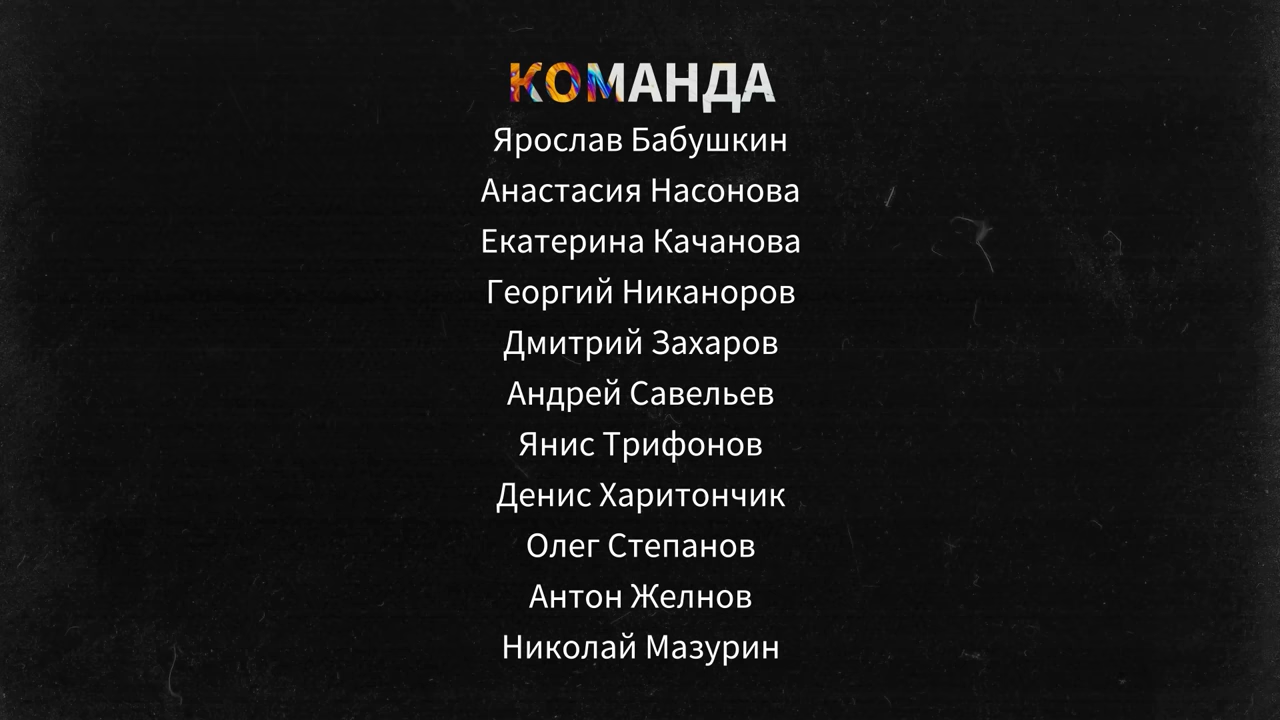 КОМАНДА
Ярослав Бабушкин
Анастасия Насонова
Екатерина Качанова
Георгий Никаноров
Дмитрий Захаров
Андрей Савельев
Янис Трифонов
Денис Харитончик
Олег Степанов
Антон Желнов
Николай Мазурин